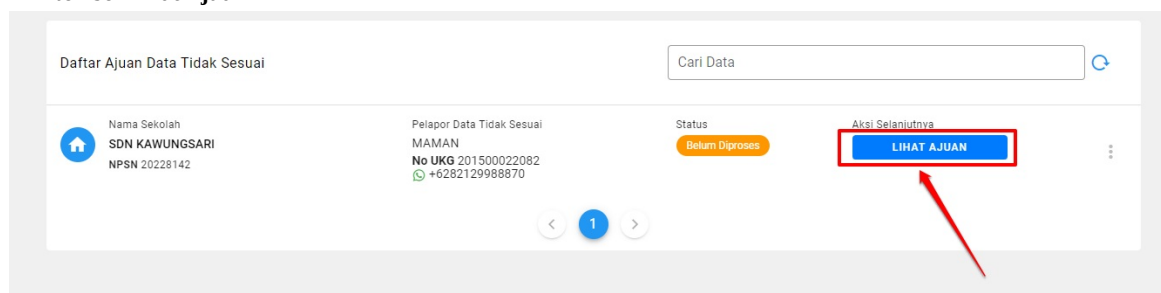 Daftar Ajuan Data Tidak Sesuai
Cari Data
Nama Sekolah
SDN KAWUNGSARI
NPSN 20228142
Pelapor Data Tidak Sesuai
MAMAN
No UKG 201500022082
+6282129988870
Status
Belum Diproses
Aksi Selanjutnya
LIHAT AJUAN
1